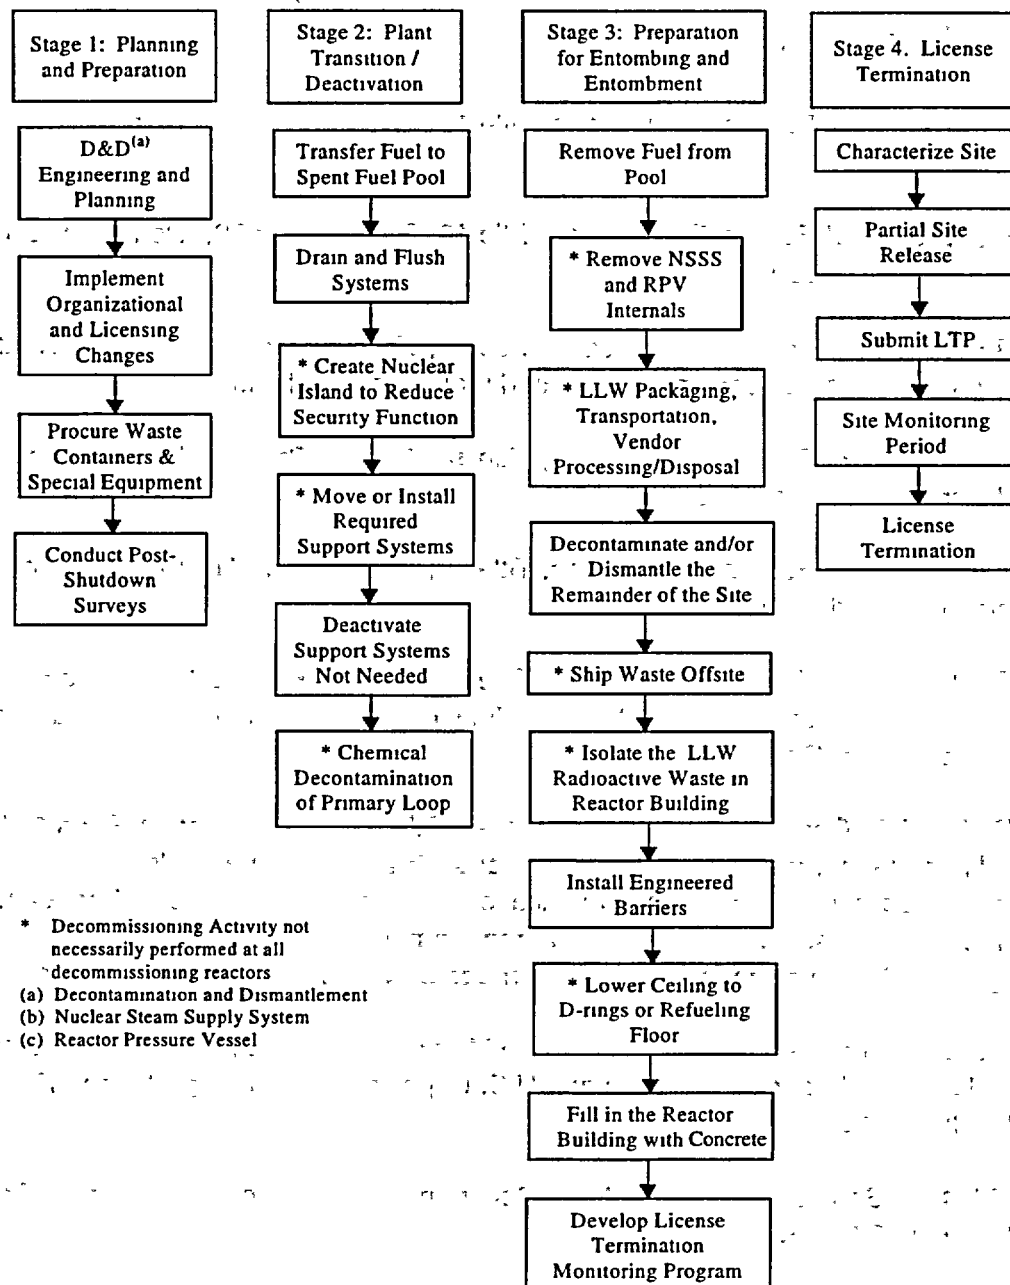 Stage 1: Planning
and Preparation
D&D(a)
Engineering and
Planning
Implement
Organizational
and Licensing
Changes
Procure Waste
Containers &
Special Equipment
Conduct Post-
Shutdown
Surveys
Stage 2: Plant
Transition /
Deactivation
Transfer Fuel to
Spent Fuel Pool
Drain and Flush
Systems
* Create Nuclear
Island to Reduce
Security Function
* Move or Install
Required
Support Systems
Deactivate
Support Systems
Not Needed
* Chemical
Decontamination
of Primary Loop
Stage 3: Preparation
for Entombing and
Entombment
Remove Fuel from
Pool
* Remove NSSS
and RPV
Internals
* LLW Packaging,
Transportation,
Vendor
Processing/Disposal
Decontaminate and/or
Dismantle the
Remainder of the Site
* Ship Waste Offsite
* Isolate the LLW
Radioactive Waste in
Reactor Building
Install Engineered
Barriers
* Lower Ceiling to
D-rings or Refueling
Floor
Fill in the Reactor
Building with Concrete
Develop License
Termination
Monitoring Program
Stage 4. License
Termination
Characterize Site
Partial Site
Release
Submit LTP
Site Monitoring
Period
License
Termination
* Decommissioning Activity not
necessarily performed at all
decommissioning reactors
(a) Decontamination and Dismantlement
(b) Nuclear Steam Supply System
(c) Reactor Pressure Vessel